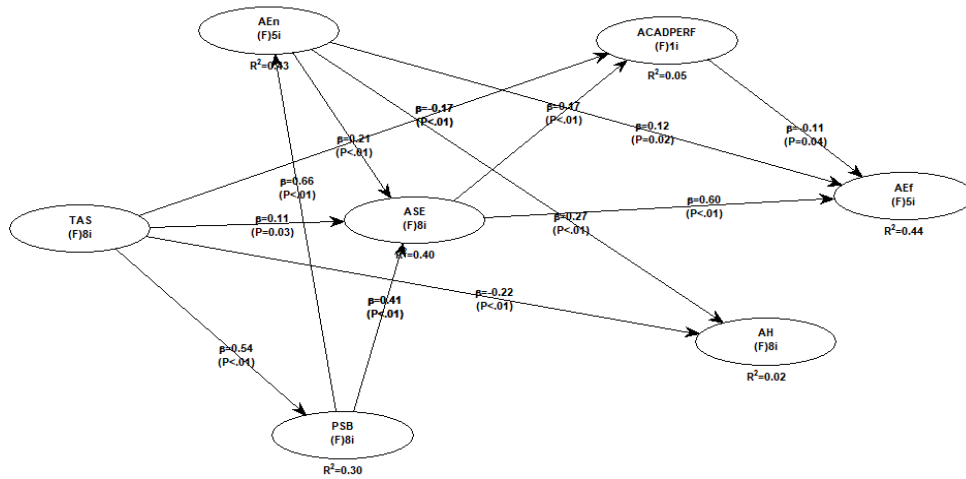 AEn
(F)5i
R²=0.43
ACADPERF
(F)1i
R²=0.05
β=-0.17
(P<.01)
β=0.17
(P<.01)
β=0.12
(P=0.02)
β=-0.11
(P=0.04)
β=0.21
(P<.01)
β=0.66
(P<.01)
AEf
(F)5i
R²=0.44
TAS
(F)8i
β=0.11
(P=0.03)
ASE
(F)8i
R²=0.40
β=0.60
(P<.01)
β=0.27
(P<.01)
β=0.41
(P<.01)
β=-0.22
(P<.01)
AH
(F)8i
R²=0.02
β=0.54
(P<.01)
PSB
(F)8i
R²=0.30